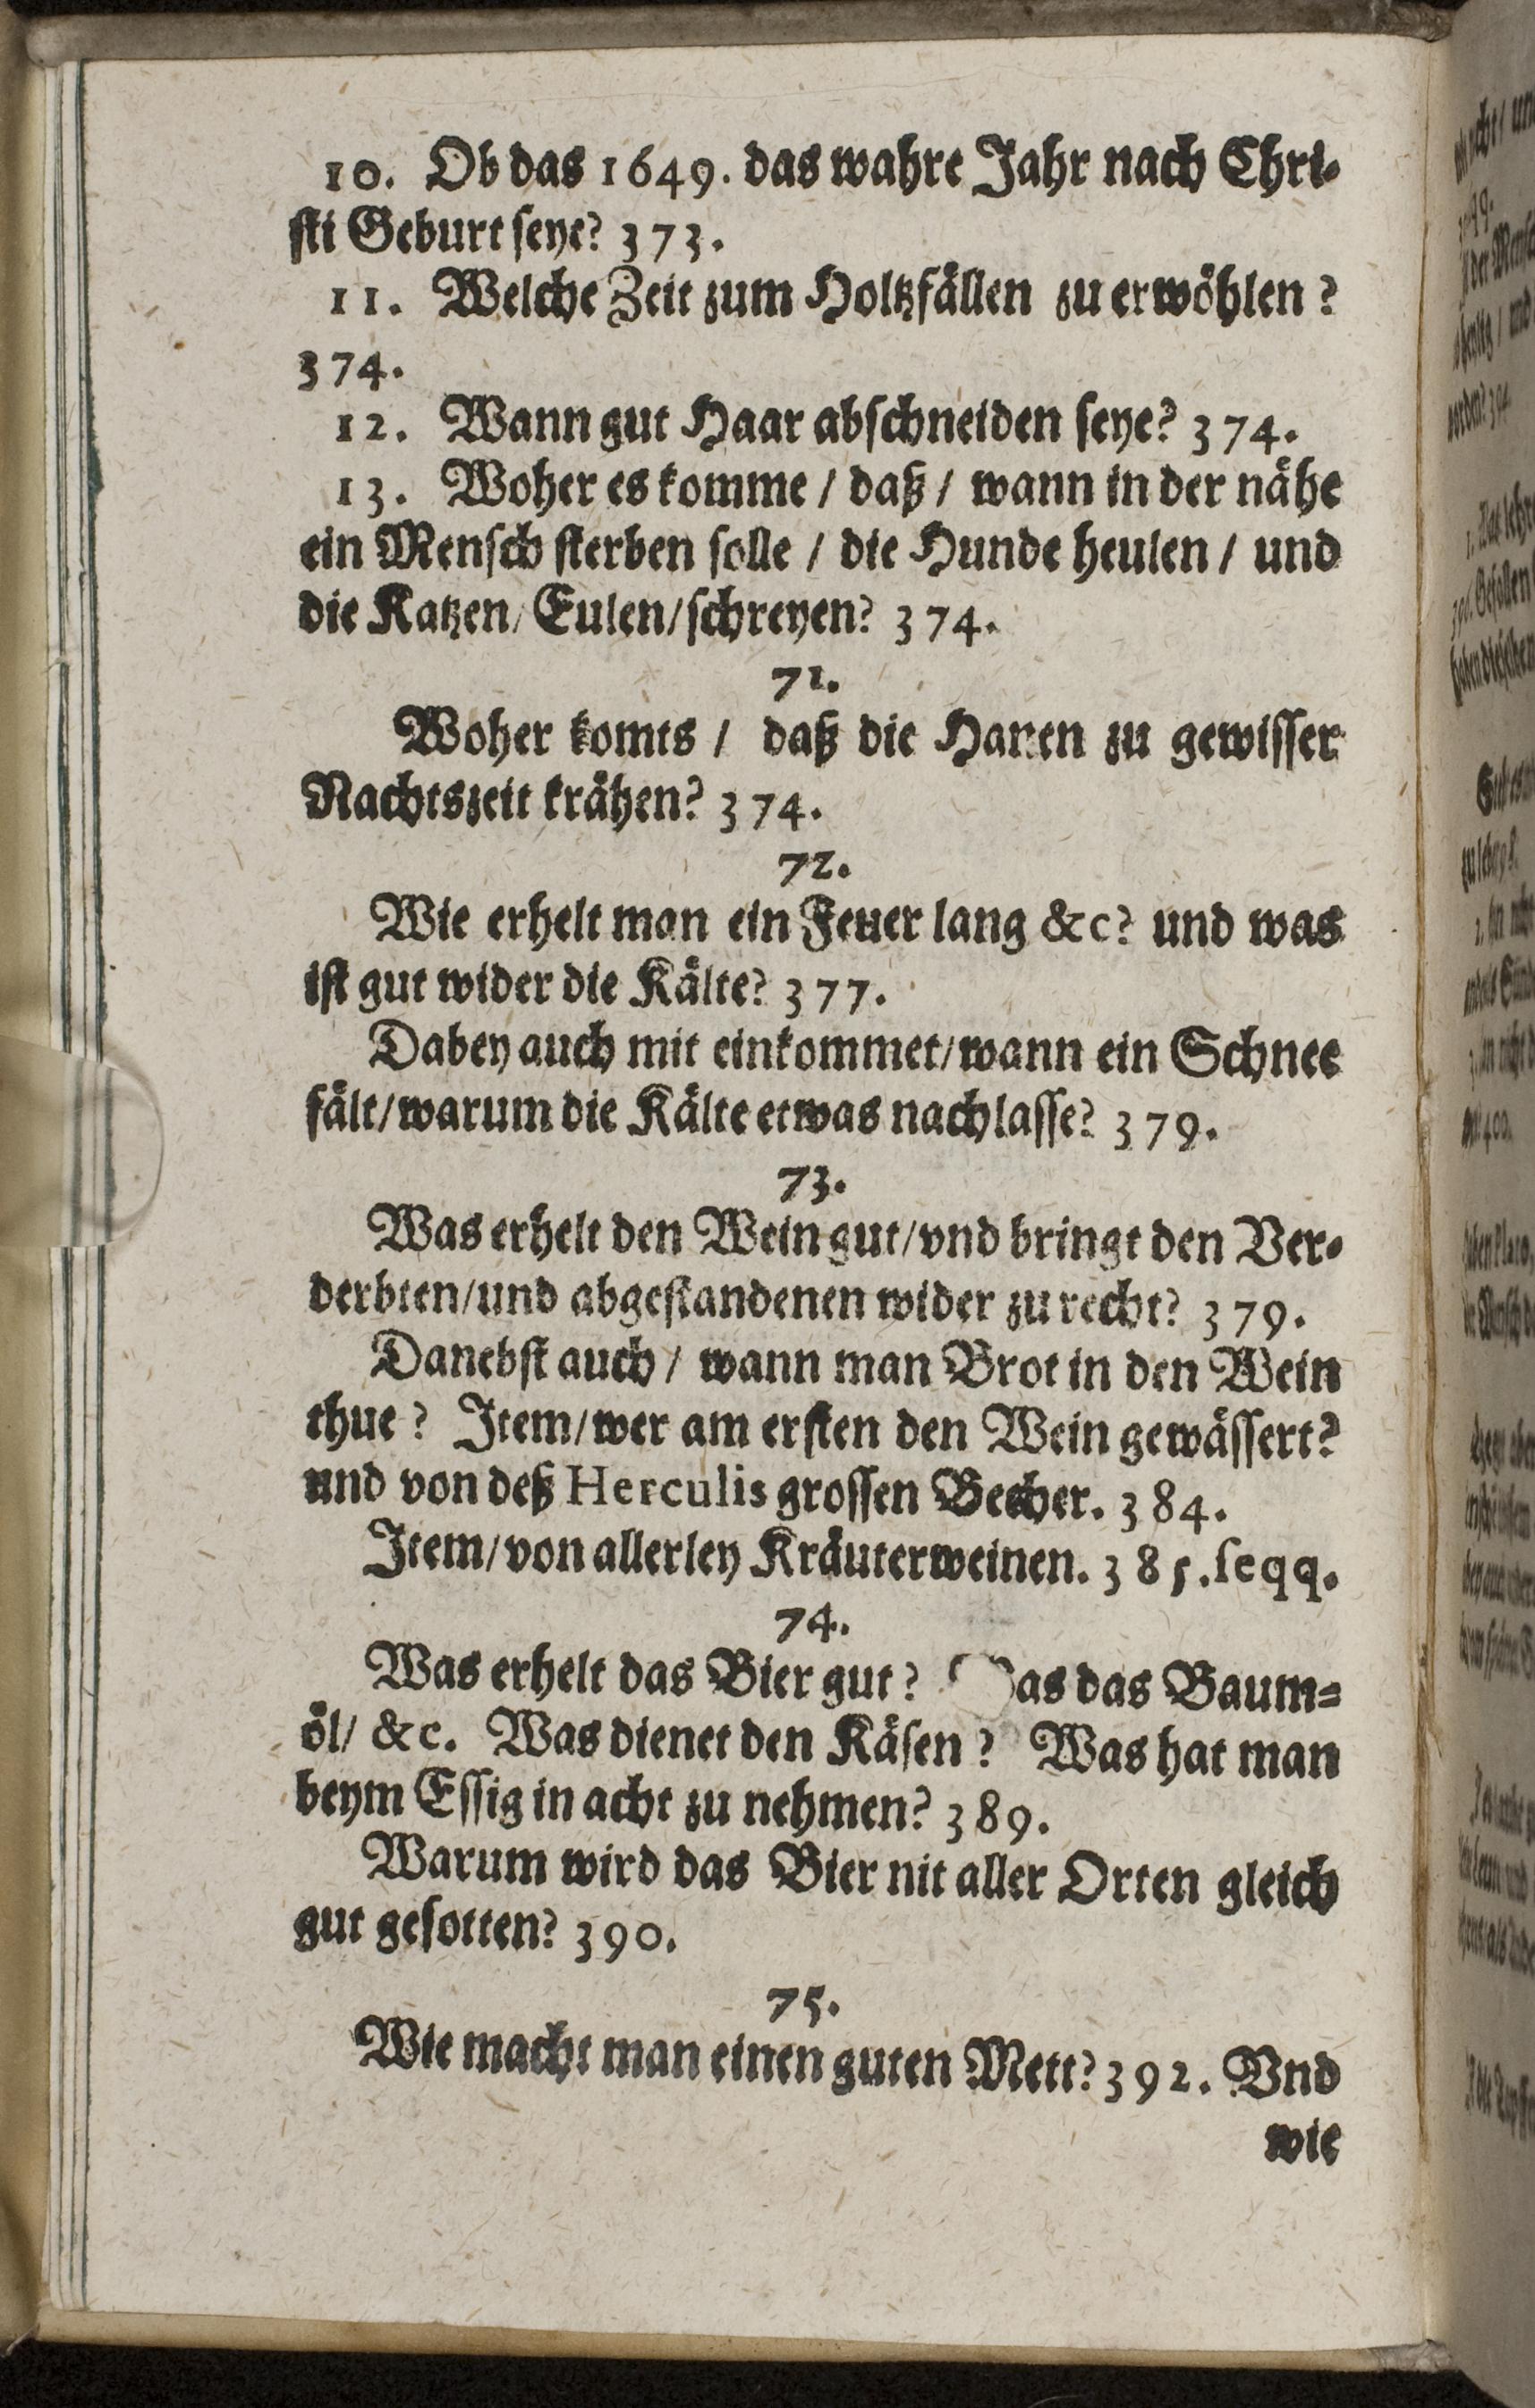 10. Ob das 1649. das wahre Jahr nach Chri-
sti Geburt seye? 373.
11. Welche Zeit zum Holtzfällen zu erwöhlen?
374.
12. Wann gut Haar abschneiden seye? 374.
13. Woher es komme / daß / wann in der nähe
ein Mensch sterben solle / die Hunde heulen / und
die Katzen / Eulen / schreyen? 374.
71.
Woher komts / daß die Hanen zu gewisser
Nachtszeit krähen? 374.
72.
Wie erhelt man ein Feuer lang &c? und was
ist gut wider die Kälte? 377.
Dabey auch mit einkommet / wann ein Schnee
fält / warum die Kälte etwas nachlasse? 379.
73.
Was erhelt den Wein gut / vnd bringt den Ver-
derbten / und abgestandenen wider zu recht? 379.
Danebst auch / wann man Brot in den Wein
thue? Item / wer am ersten den Wein gewässert?
und von deß Herculis grossen Becher. 384.
Item / von allerley Kräuterweinen. 385. seqq.
74.
Was erhelt das Bier gut? Was das Baum-
öl / &c. Was dienet den Käsen? Was hat man
beym Essig in acht zu nehmen? 389.
Warum wird das Bier nit aller Orten gleich
gut gesotten? 390.
75.
Wie macht man einen guten Mett? 392. Vnd
wie